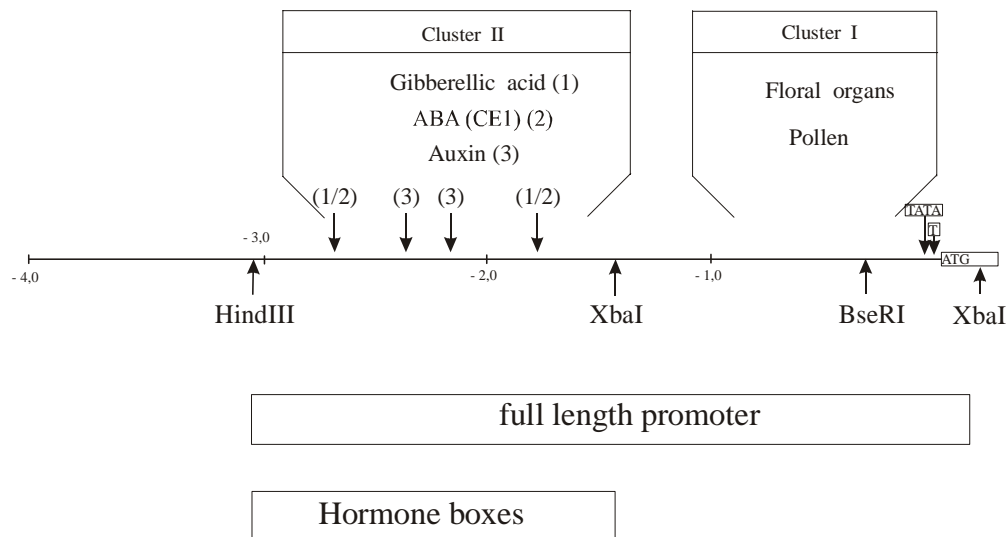 Cluster II
Cluster I
Gibberellic acid (1)
ABA (CE1) (2)
Auxin (3)
Floral organs
Pollen
(1/2) (3) (3) (1/2)
TATA
T
- 3,0
ATG
- 4,0
- 2,0
- 1,0
HindIII
XbaI
BseRI
XbaI
full length promoter
Hormone boxes